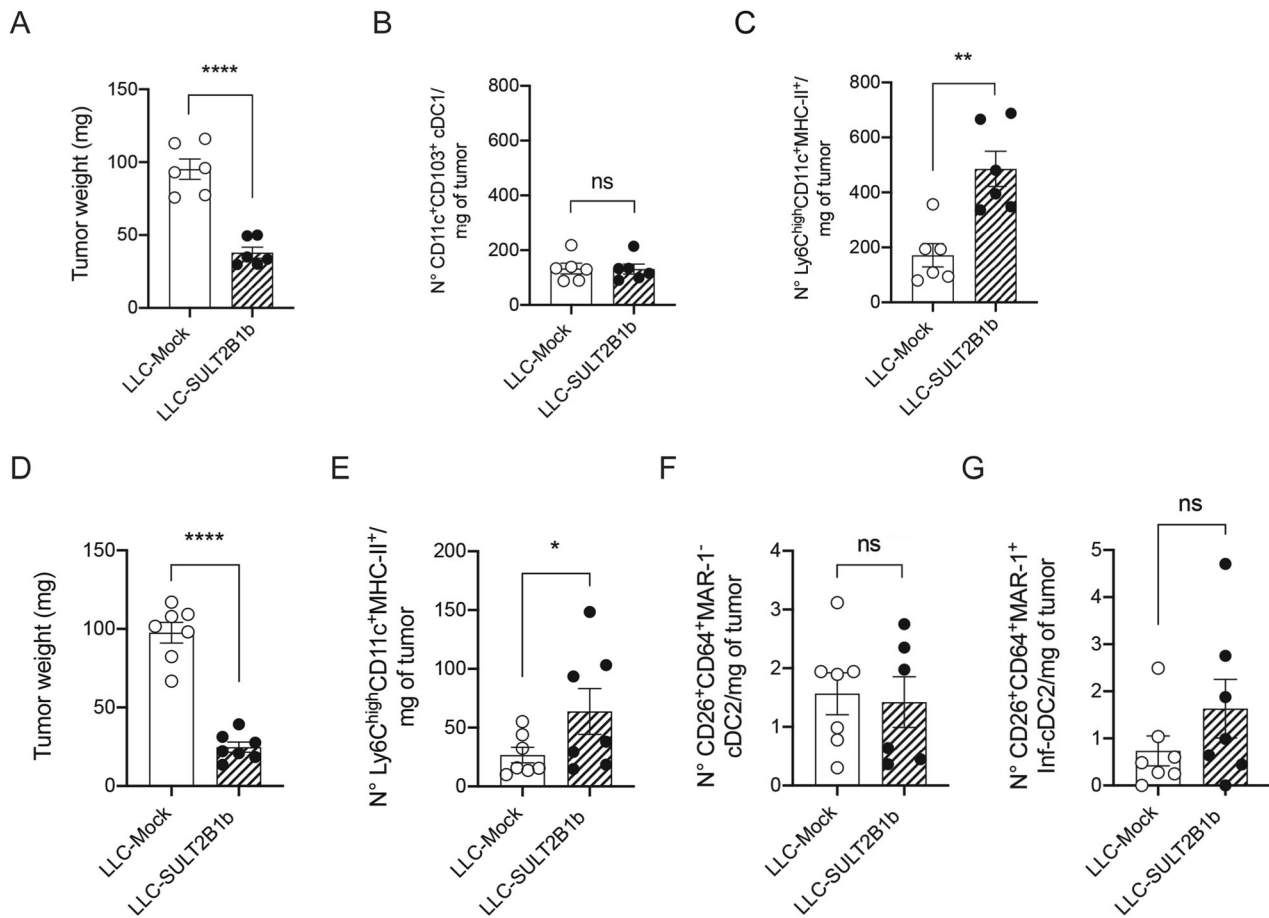 A
Tumor weight (mg)
150
100
50
0
****
LLC-Mock
LLC-SULT2B1b
B
N° CD11c⁺CD103⁺ cDC1/
mg of tumor
800
600
400
200
0
ns
LLC-Mock
LLC-SULT2B1b
C
N° Ly6CʰⁱᵍʰCD11c⁺MHC-II⁺/
mg of tumor
800
600
400
200
0
**
LLC-Mock
LLC-SULT2B1b
D
Tumor weight (mg)
150
100
50
0
****
LLC-Mock
LLC-SULT2B1b
E
N° Ly6CʰⁱᵍʰCD11c⁺MHC-II⁺/
mg of tumor
200
150
100
50
0
*
LLC-Mock
LLC-SULT2B1b
F
N° CD26⁺CD64⁺MAR-1⁻
cDC2/mg of tumor
4
3
2
1
0
ns
LLC-Mock
LLC-SULT2B1b
G
N° CD26⁺CD64⁺MAR-1⁺
Inf-cDC2/mg of tumor
5
4
3
2
1
0
ns
LLC-Mock
LLC-SULT2B1b